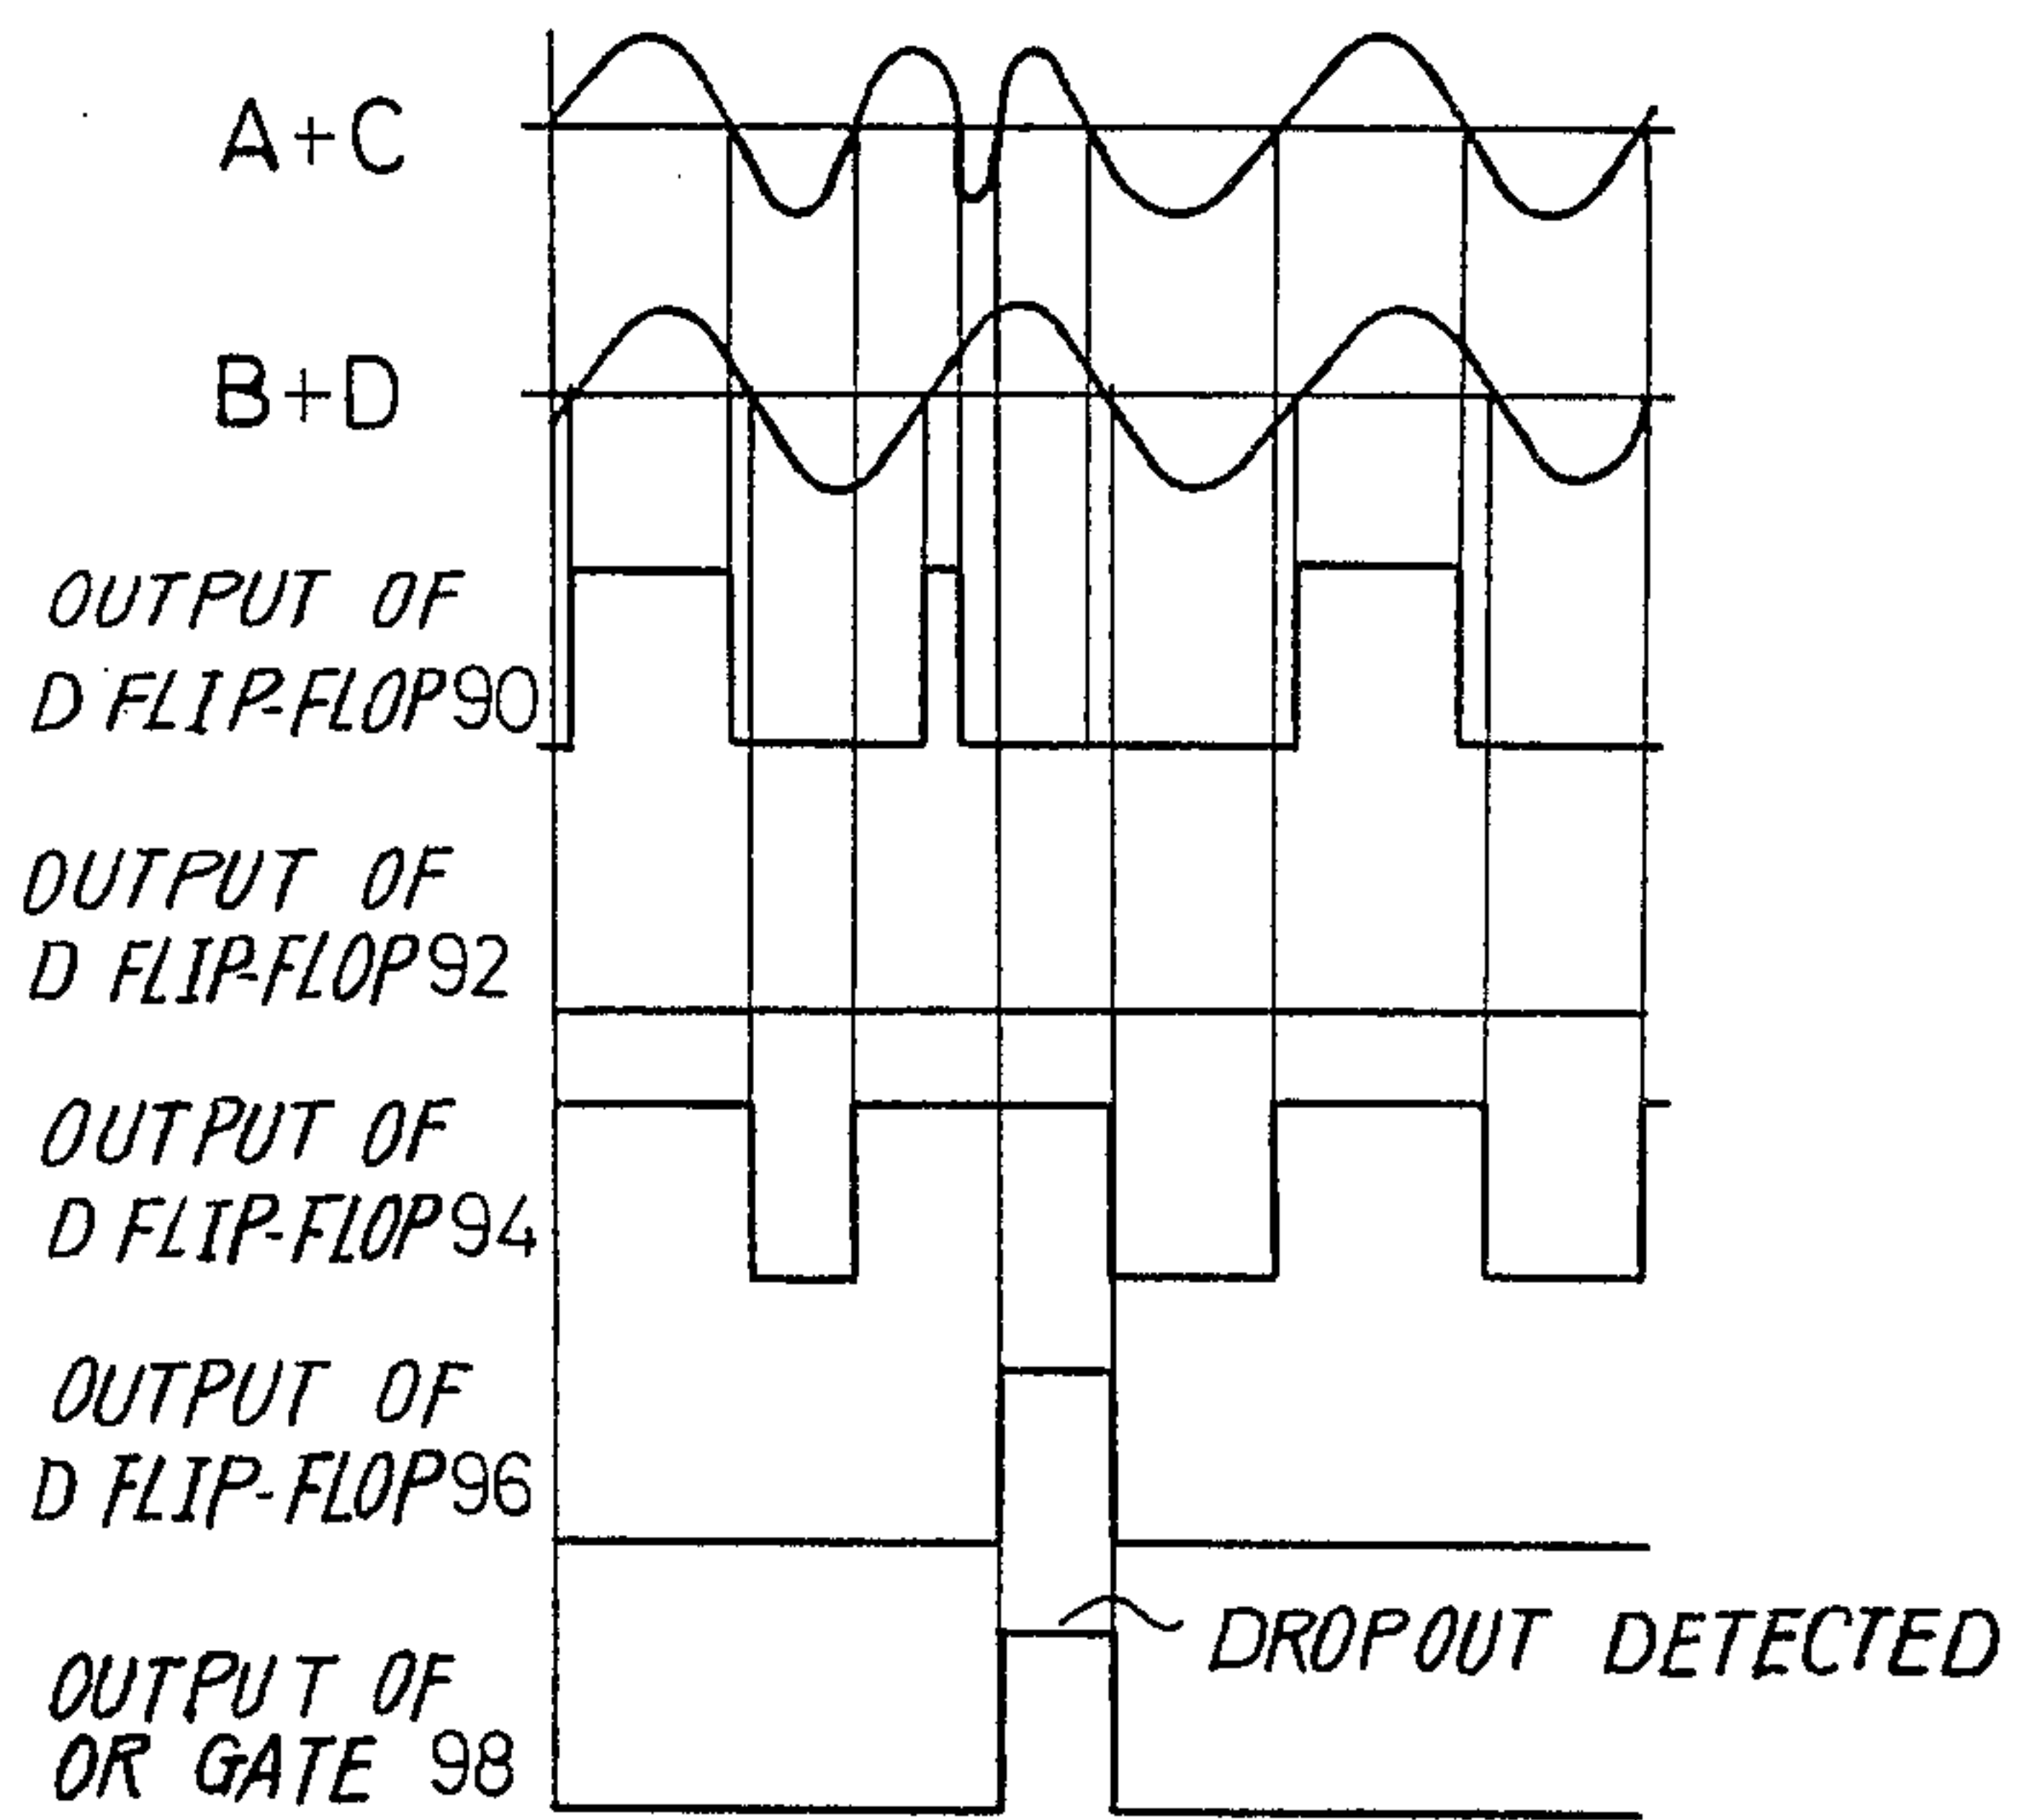 A+C
B+D
OUTPUT OF
D FLIP-FLOP 90
OUTPUT OF
D FLIP-FLOP 92
OUTPUT OF
D FLIP-FLOP 94
OUTPUT OF
D FLIP-FLOP 96
DROPOUT DETECTED
OUTPUT OF
OR GATE 98